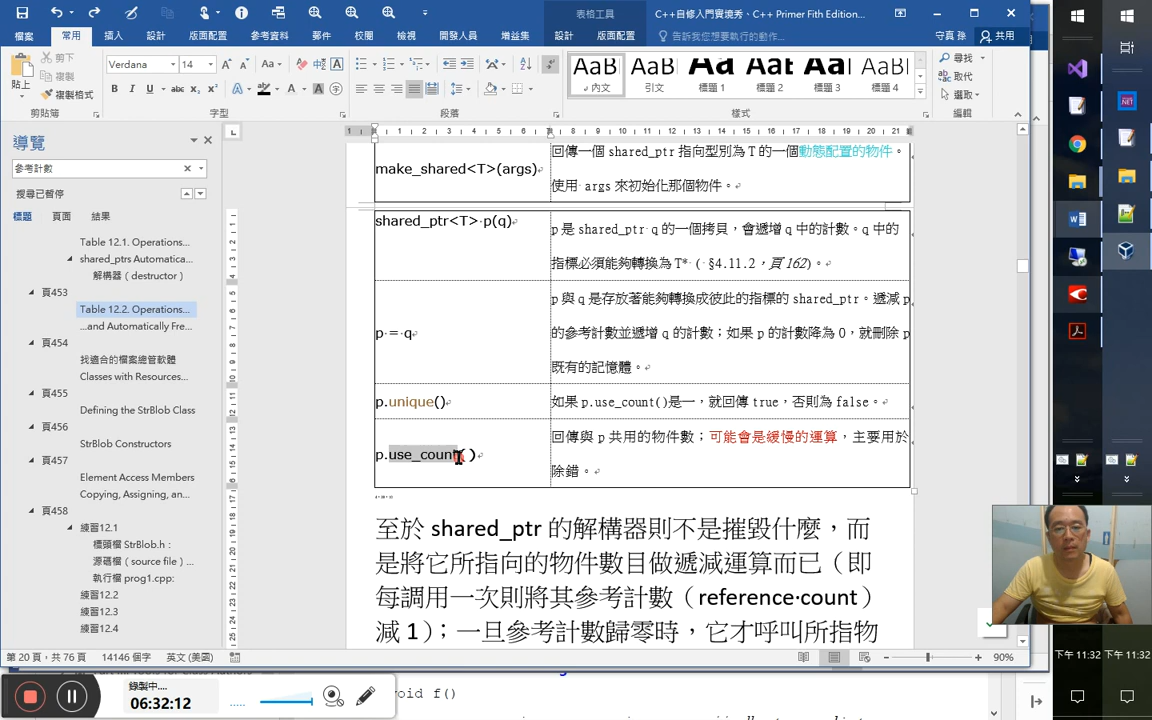 C++自修入門實境秀、C++ Primer Fith Edition...
表格工具
檔案
常用
插入
設計
版面配置
參考資料
郵件
校閱
檢視
開發人員
增益集
設計
版面配置
告訴我您想要執行的動作...
守真 孫
共用
貼上
剪下
複製
複製格式
剪貼簿
Verdana
14
字型
段落
AaB
AaBb
AaB
AaBb
AaB
AaBb
內文
引文
標題 1
標題 2
標題 3
標題 4
樣式
尋找
取代
選取
編輯
導覽
參考計數
搜尋已暫停
標題
頁面
結果
Table 12.1. Operations...
shared_ptrs Automatica...
解構器（destructor）
頁453
Table 12.2. Operations...
...and Automatically Fre...
頁454
找適合的檔案總管軟體
Classes with Resources...
頁455
Defining the StrBlob Class
StrBlob Constructors
頁457
Element Access Members
Copying, Assigning, an...
頁458
練習12.1
標頭檔 StrBlob.h：
源碼檔（source file）...
執行檔 prog1.cpp:
練習12.2
練習12.3
練習12.4
make_shared<T>(args)
回傳一個 shared_ptr 指向型別為 T 的一個動態配置的物件。
使用 args 來初始化那個物件。
shared_ptr<T> p(q)
p 是 shared_ptr q 的一個拷貝，會遞增 q 中的計數。q 中的
指標必須能夠轉換為 T*（ §4.11.2，頁 162)。
p = q
p 與 q 是存放著能夠轉換成彼此的指標的 shared_ptr。遞減 p
的參考計數並遞增 q 的計數；如果 p 的計數降為 0，就刪除 p
既有的記憶體。
p.unique()
如果 p.use_count()是一，就回傳 true，否則為 false。
p.use_count()
回傳與 p 共用的物件數；可能會是緩慢的運算，主要用於
除錯。
至於 shared_ptr 的解構器則不是摧毀什麼，而
是將它所指向的物件數目做遞減運算而已（即
每調用一次則將其參考計數（reference count）
減 1）；一旦參考計數歸零時，它才呼叫所指物
第 20 頁，共 76 頁
14146 個字
英文 (美國)
90%
錄製中....
06:32:12
void f()
下午 11:32
下午 11:32